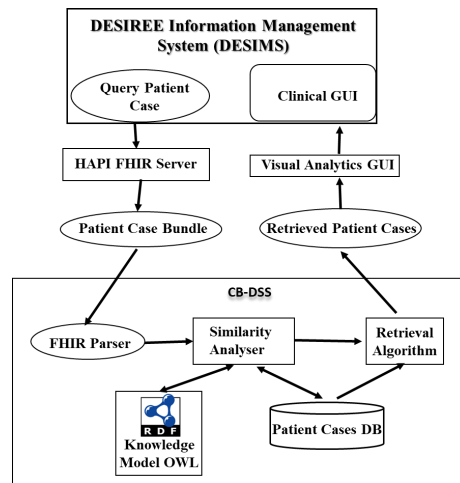 DESIREE Information Management
System (DESIMS)
Query Patient
Case
Clinical GUI
HAPI FHIR Server
Visual Analytics GUI
Patient Case Bundle
Retrieved Patient Cases
CB-DSS
FHIR Parser
Similarity
Analyser
Retrieval
Algorithm
RDF
Knowledge
Model OWL
Patient Cases DB